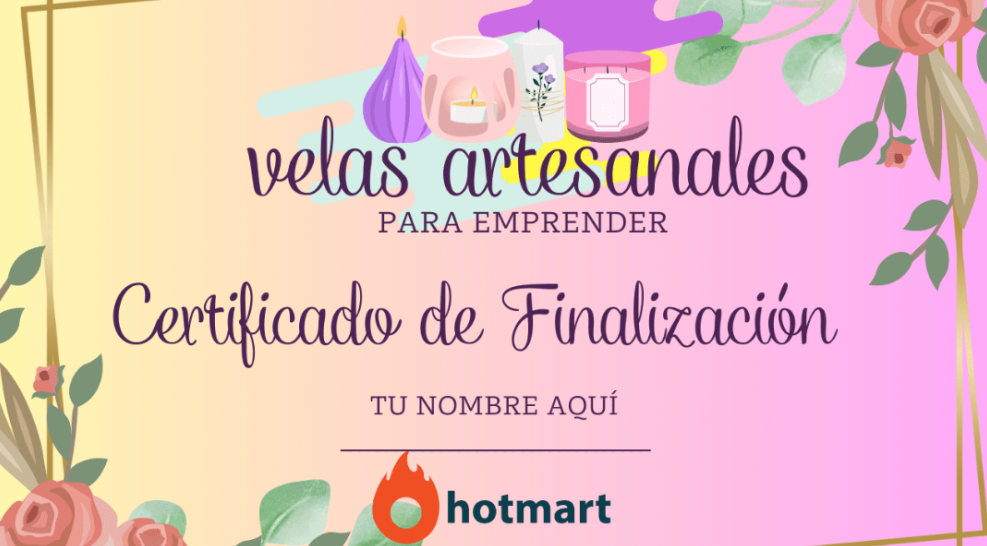 velas artesanales
PARA EMPRENDER
Certificado de Finalización
TU NOMBRE AQUÍ
hotmart